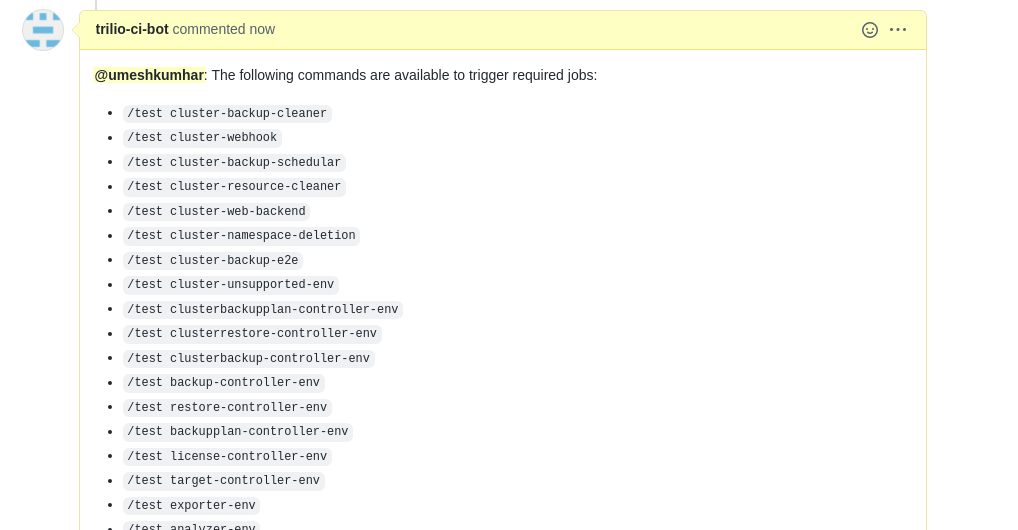 trilio-ci-bot commented now
@umeshkumhar: The following commands are available to trigger required jobs:
/test cluster-backup-cleaner
/test cluster-webhook
/test cluster-backup-schedular
/test cluster-resource-cleaner
/test cluster-web-backend
/test cluster-namespace-deletion
/test cluster-backup-e2e
/test cluster-unsupported-env
/test clusterbackupplan-controller-env
/test clusterrestore-controller-env
/test clusterbackup-controller-env
/test backup-controller-env
/test restore-controller-env
/test backupplan-controller-env
/test license-controller-env
/test target-controller-env
/test exporter-env
/test analyzer-env